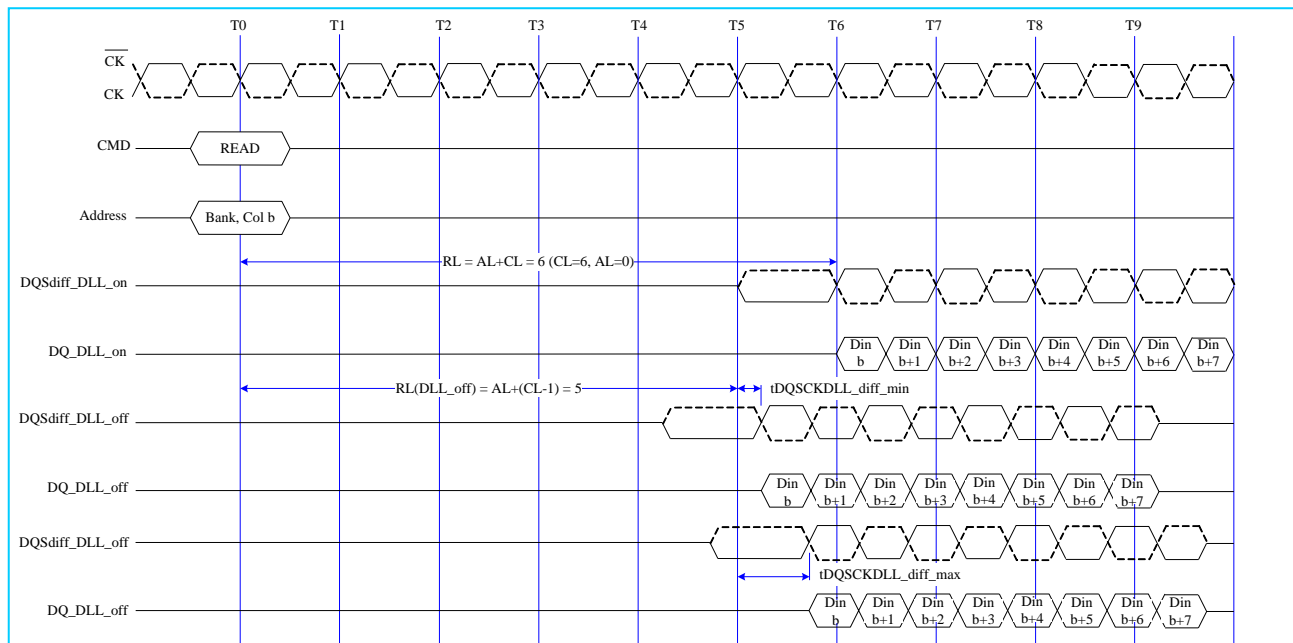 T0 T1 T2 T3 T4 T5 T6 T7 T8 T9
CK
CK
CMD READ
Address Bank, Col b
RL = AL+CL = 6 (CL=6, AL=0)
DQSdiff_DLL_on
Din Din Din Din Din Din Din Din
DQ_DLL_on
b b+1 b+2 b+3 b+4 b+5 b+6 b+7
RL(DLL_off) = AL+(CL-1) = 5 tDQSCKDLL_diff_min
DQSdiff_DLL_off
Din Din Din Din Din Din Din Din
DQ_DLL_off
b b+1 b+2 b+3 b+4 b+5 b+6 b+7
DQSdiff_DLL_off
tDQSCKDLL_diff_max
Din Din Din Din Din Din Din Din
DQ_DLL_off
b b+1 b+2 b+3 b+4 b+5 b+6 b+7